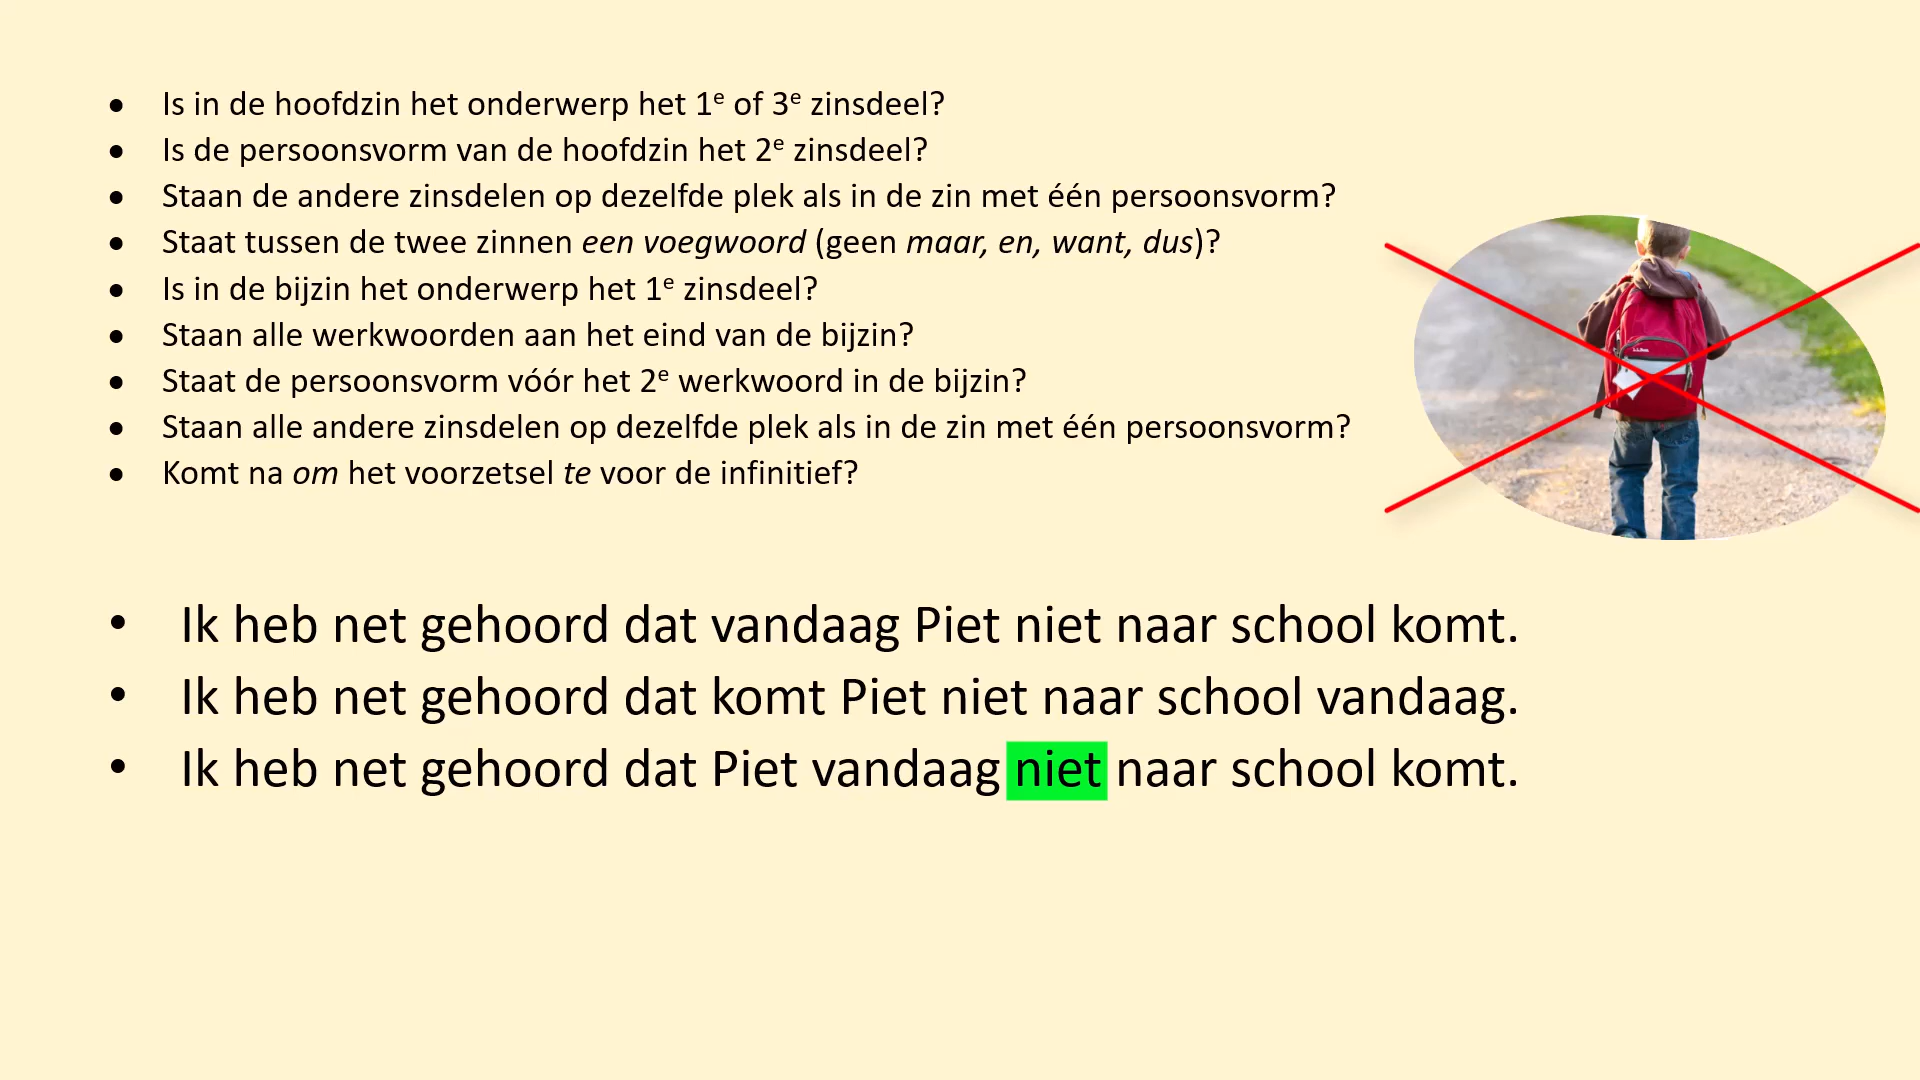 • Is in de hoofdzin het onderwerp het 1ᵉ of 3ᵉ zinsdeel?
• Is de persoonsvorm van de hoofdzin het 2ᵉ zinsdeel?
• Staan de andere zinsdelen op dezelfde plek als in de zin met één persoonsvorm?
• Staat tussen de twee zinnen een voegwoord (geen maar, en, want, dus)?
• Is in de bijzin het onderwerp het 1ᵉ zinsdeel?
• Staan alle werkwoorden aan het eind van de bijzin?
• Staat de persoonsvorm vóór het 2ᵉ werkwoord in de bijzin?
• Staan alle andere zinsdelen op dezelfde plek als in de zin met één persoonsvorm?
• Komt na om het voorzetsel te voor de infinitief?
• Ik heb net gehoord dat vandaag Piet niet naar school komt.
• Ik heb net gehoord dat komt Piet niet naar school vandaag.
• Ik heb net gehoord dat Piet vandaag niet naar school komt.